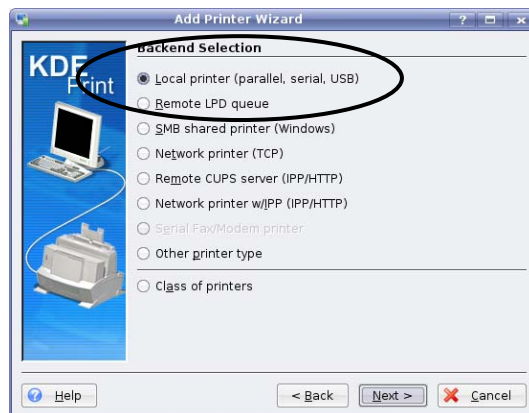 Add Printer Wizard
KDE
Print
Backend Selection
Local printer (parallel, serial, USB)
Remote LPD queue
SMB shared printer (Windows)
Network printer (TCP)
Remote CUPS server (IPP/HTTP)
Network printer w/IPP (IPP/HTTP)
Serial Fax/Modem printer
Other printer type
Class of printers
Help
< Back
Next >
Cancel